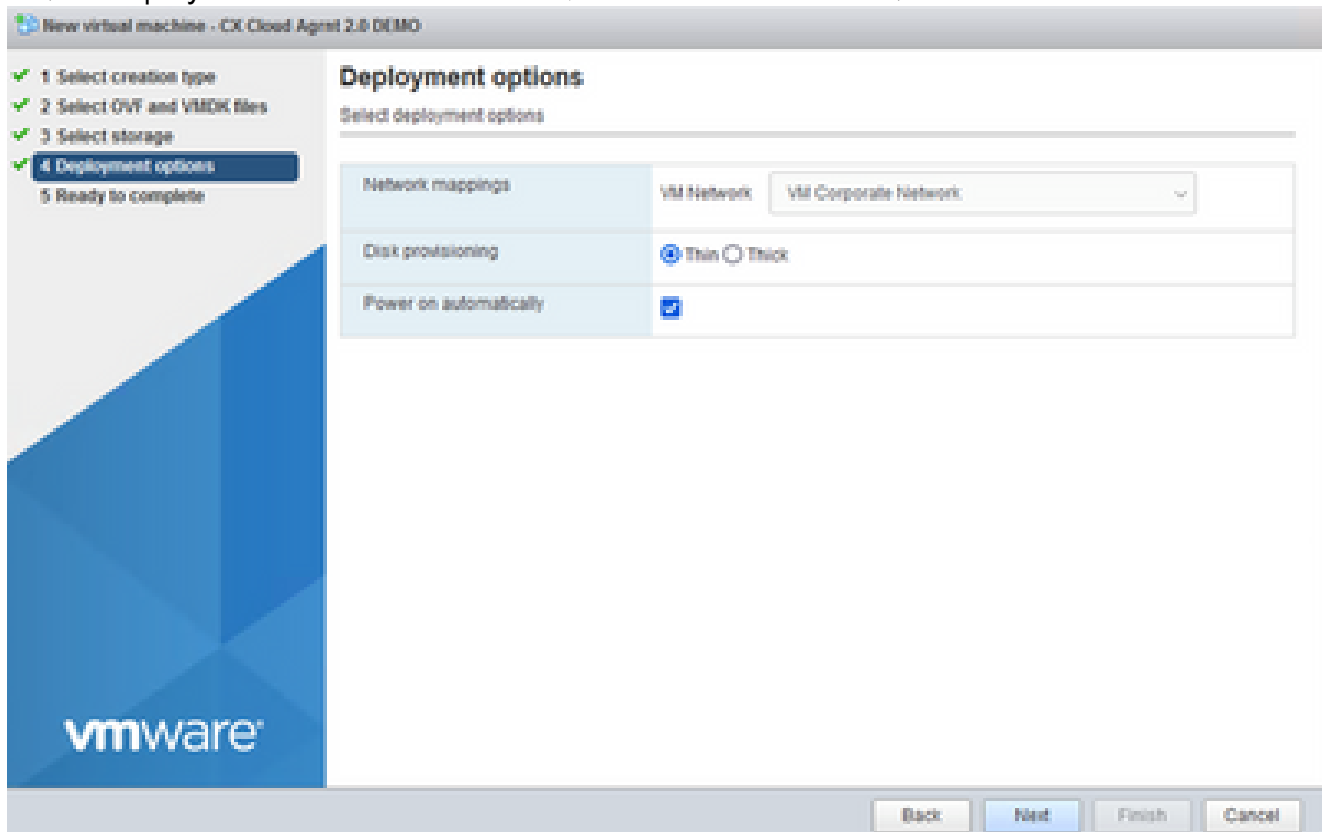 New virtual machine - CX Cloud Agent 2.0 DEMO
1 Select creation type
2 Select OVF and VMDK files
3 Select storage
4 Deployment options
5 Ready to complete
Deployment options
Select deployment options
Network mappings
VM Network
VM Corporate Network
Disk provisioning
Thin
Thick
Power on automatically
vmware
Back
Next
Finish
Cancel